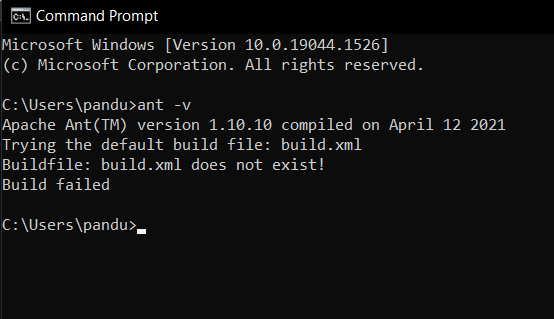 Command Prompt
Microsoft Windows [Version 10.0.19044.1526]
(c) Microsoft Corporation. All rights reserved.
C:\Users\pandu>ant -v
Apache Ant(TM) version 1.10.10 compiled on April 12 2021
Trying the default build file: build.xml
Buildfile: build.xml does not exist!
Build failed
C:\Users\pandu>